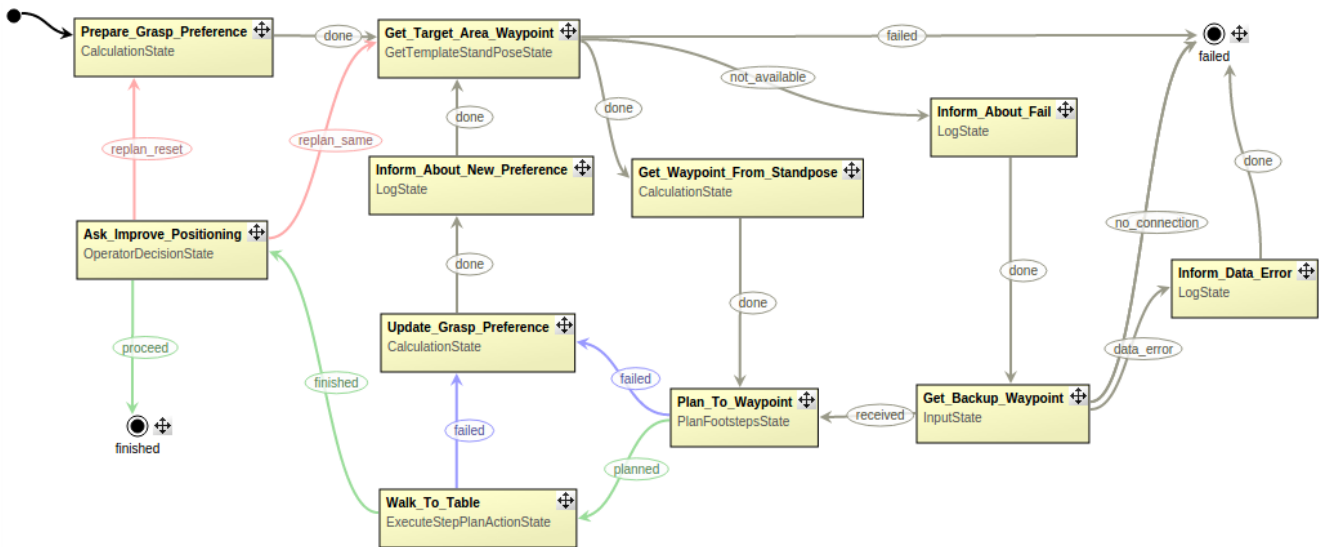 Prepare_Grasp_Preference
CalculationState
done
Get_Target_Area_Waypoint
GetTemplateStandPoseState
failed
failed
not_available
done
Inform_About_Fail
LogState
done
replan_reset
replan_same
Inform_About_New_Preference
LogState
Get_Waypoint_From_Standpose
CalculationState
done
Ask_Improve_Positioning
OperatorDecisionState
no_connection
done
done
Inform_Data_Error
LogState
done
Update_Grasp_Preference
CalculationState
proceed
data_error
finished
failed
Plan_To_Waypoint
PlanFootstepsState
received
Get_Backup_Waypoint
InputState
failed
finished
planned
Walk_To_Table
ExecuteStepPlanActionState